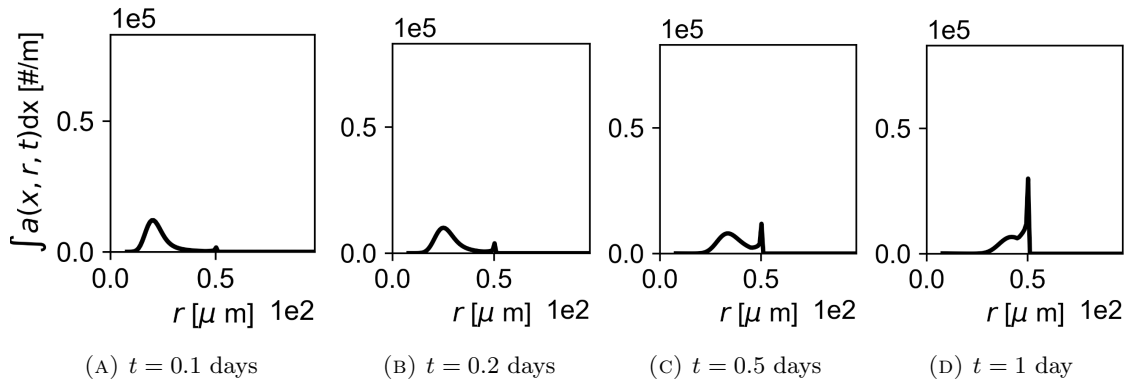 1e5
1e5
1e5
1e5
∫a(x, r, t)dx [#/m]
0.5
0.5
0.5
0.5
0.0
0.0
0.0
0.0
0.0 0.5
0.0 0.5
0.0 0.5
0.0 0.5
r [μ m] 1e2
r [μ m] 1e2
r [μ m] 1e2
r [μ m] 1e2
(A) t = 0.1 days
(B) t = 0.2 days
(C) t = 0.5 days
(D) t = 1 day